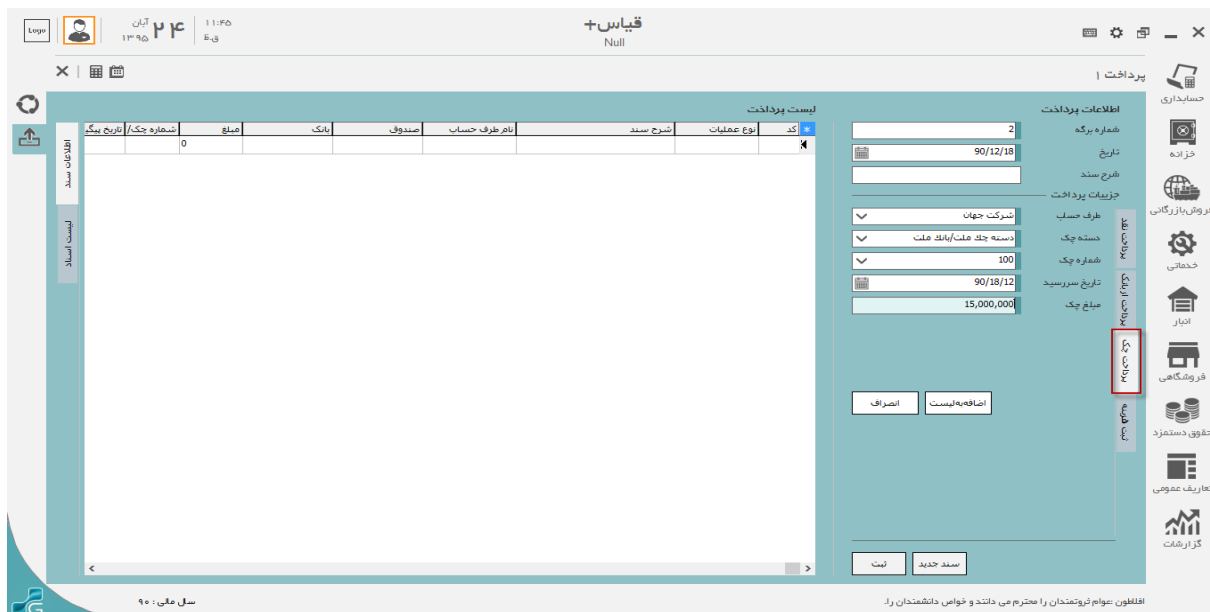 قیاس+
Null
۱۱:۴۵
ق.ظ
۲۴ آبان ۱۳۹۵
Logo
پرداخت ۱
حسابداری
خزانه
خدماتی
انبار
فروشگاهی
حقوق دستمزد
تعاریف عمومی
گزارشات
اطلاعات پرداخت
شماره برگه 2
تاریخ 90/12/18
شرح سند
جزییات پرداخت
طرف حساب شرکت جهان
دسته چک دسته چك ملت/بانك ملت
شماره چک 100
تاریخ سررسید 90/18/12
مبلغ چک 15,000,000
پرداخت نقد
پرداخت از بانک
پرداخت چک
ثبت هزینه
اضافه‌به‌لیست
انصراف
سند جدید
ثبت
لیست پرداخت
* کد نوع عملیات شرح سند نام طرف حساب صندوق بانک مبلغ شماره چک/ تاریخ پیگی
0
اطلاعات سند
لیست اسناد
افلاطون :عوام ثروتمندان را محترم می دانند و خواص دانشمندان را.
سال مالی : ۹۰